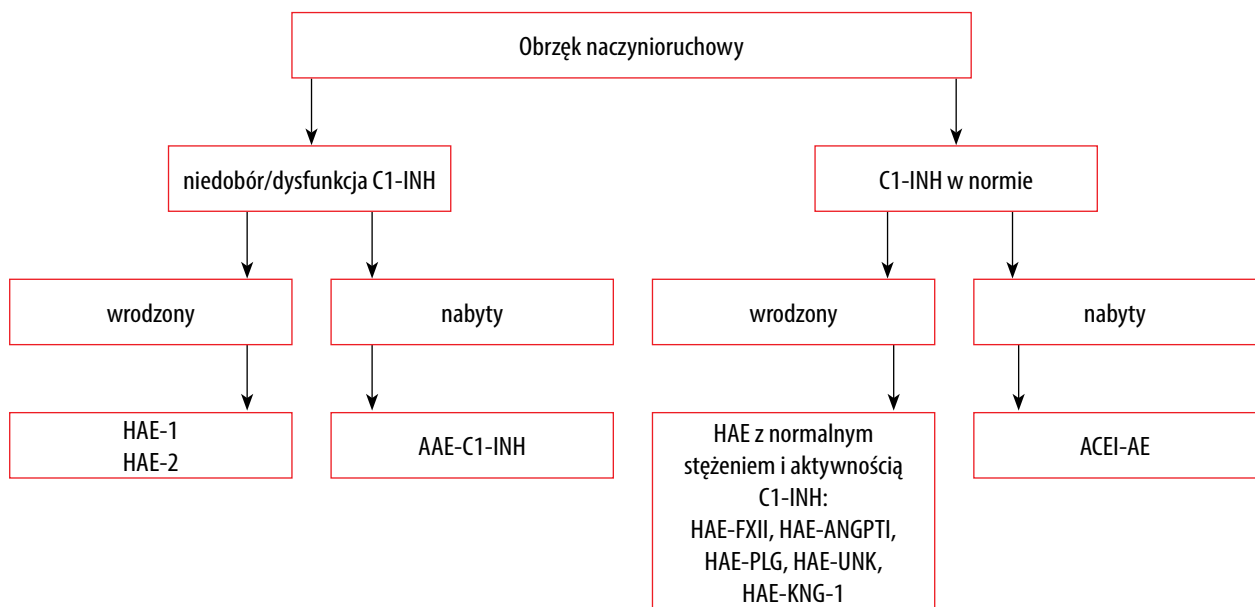 Obrzęk naczynioruchowy
niedobór/dysfunkcja C1-INH
C1-INH w normie
wrodzony
nabyty
wrodzony
nabyty
HAE-1
HAE-2
AAE-C1-INH
HAE z normalnym
stężeniem i aktywnością
C1-INH:
HAE-FXII, HAE-ANGPTI,
HAE-PLG, HAE-UNK,
HAE-KNG-1
ACEI-AE